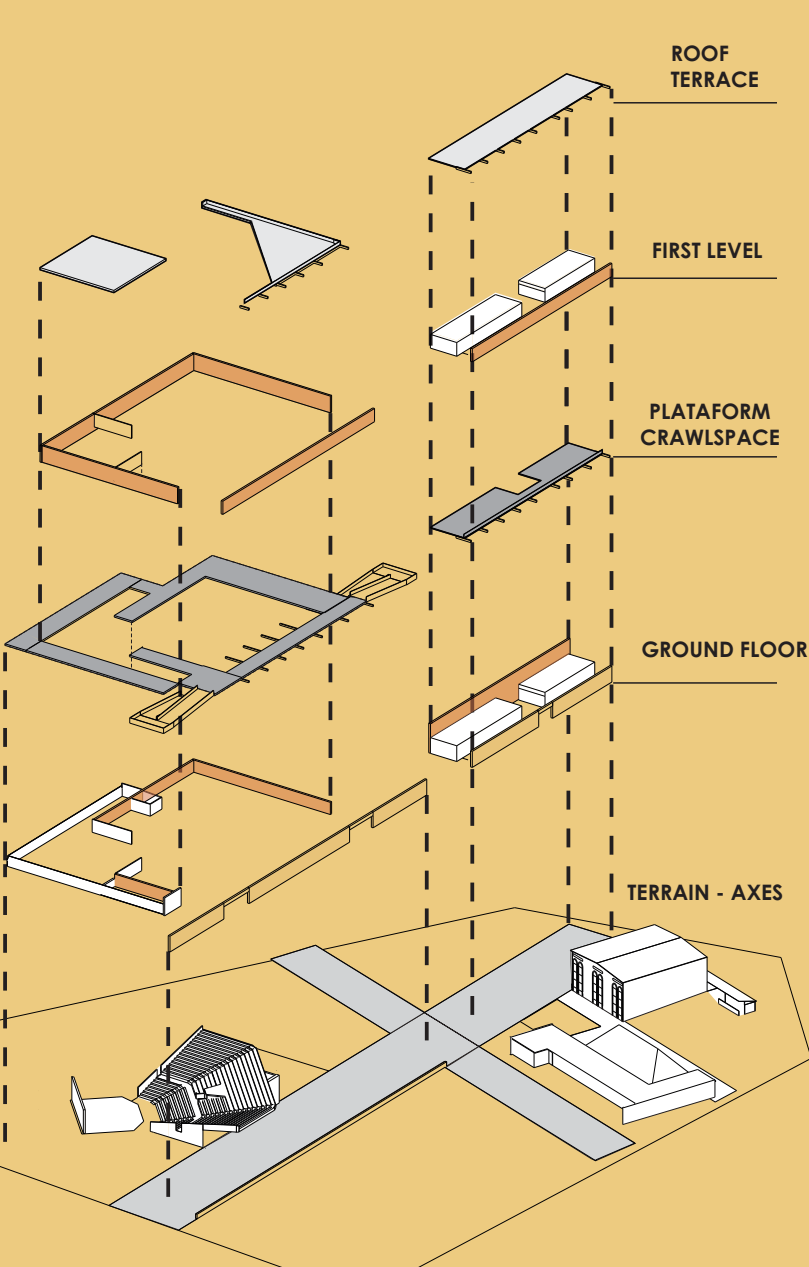 ROOF
TERRACE
FIRST LEVEL
PLATAFORM
CRAWLSPACE
GROUND FLOOR
TERRAIN - AXES